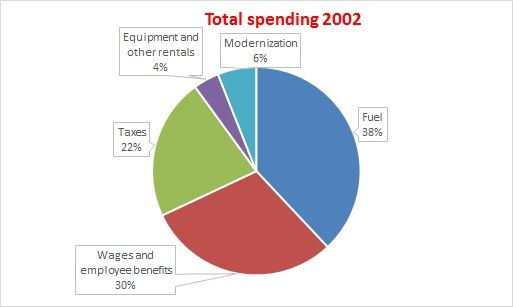 Total spending 2002
Equipment and
other rentals
4%
Modernization
6%
Fuel
38%
Taxes
22%
Wages and
employee benefits
30%